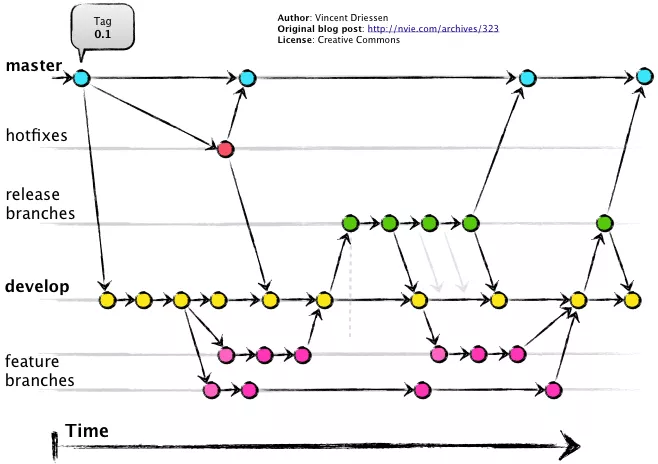 Tag
0.1
Author: Vincent Driessen
Original blog post: http://nvie.com/archives/323
License: Creative Commons
master
hotfixes
release
branches
develop
feature
branches
Time